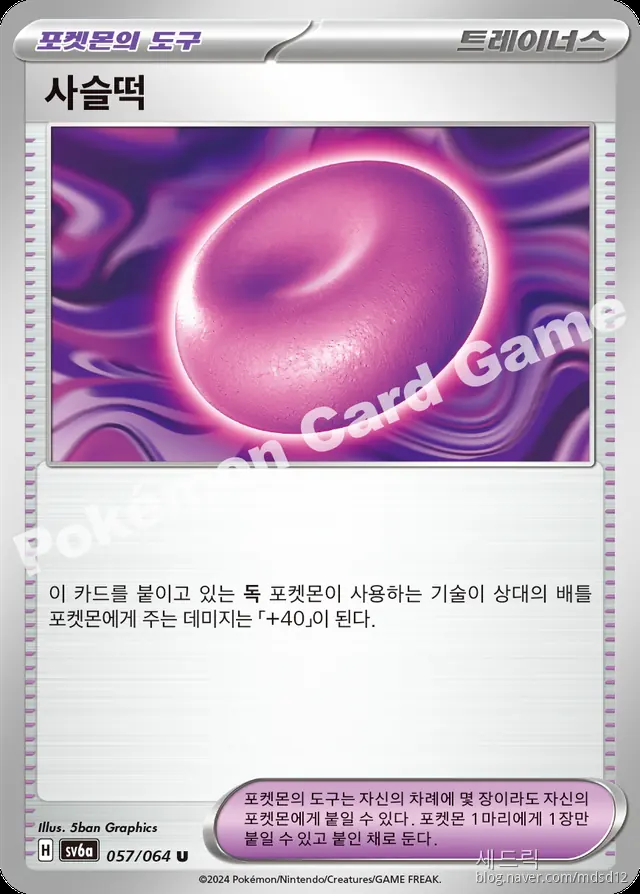 포켓몬의 도구 트레이너스
사슬떡
Pokémon Card Game
이 카드를 붙이고 있는 독 포켓몬이 사용하는 기술이 상대의 배틀
포켓몬에게 주는 데미지는 「+40」이 된다.
포켓몬의 도구는 자신의 차례에 몇 장이라도 자신의
포켓몬에게 붙일 수 있다. 포켓몬 1마리에게 1장만
붙일 수 있고 붙인 채로 둔다.
Illus. 5ban Graphics
H sv6a 057/064 U
©2024 Pokémon/Nintendo/Creatures/GAME FREAK.
세드릭
blog.naver.com/mdsd12